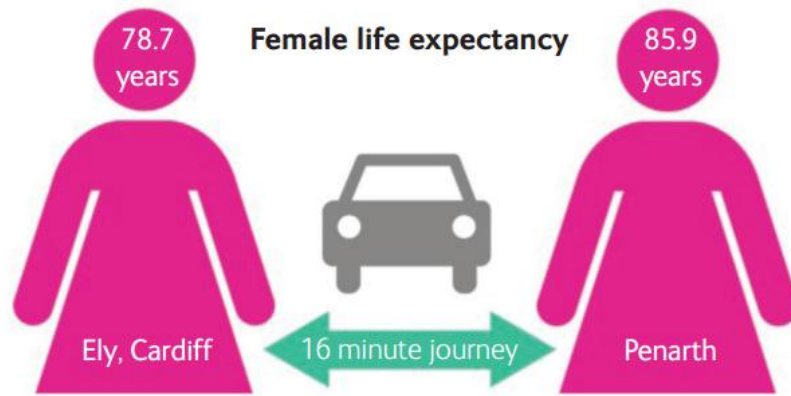 78.7
years
Female life expectancy
85.9
years
Ely, Cardiff
16 minute journey
Penarth